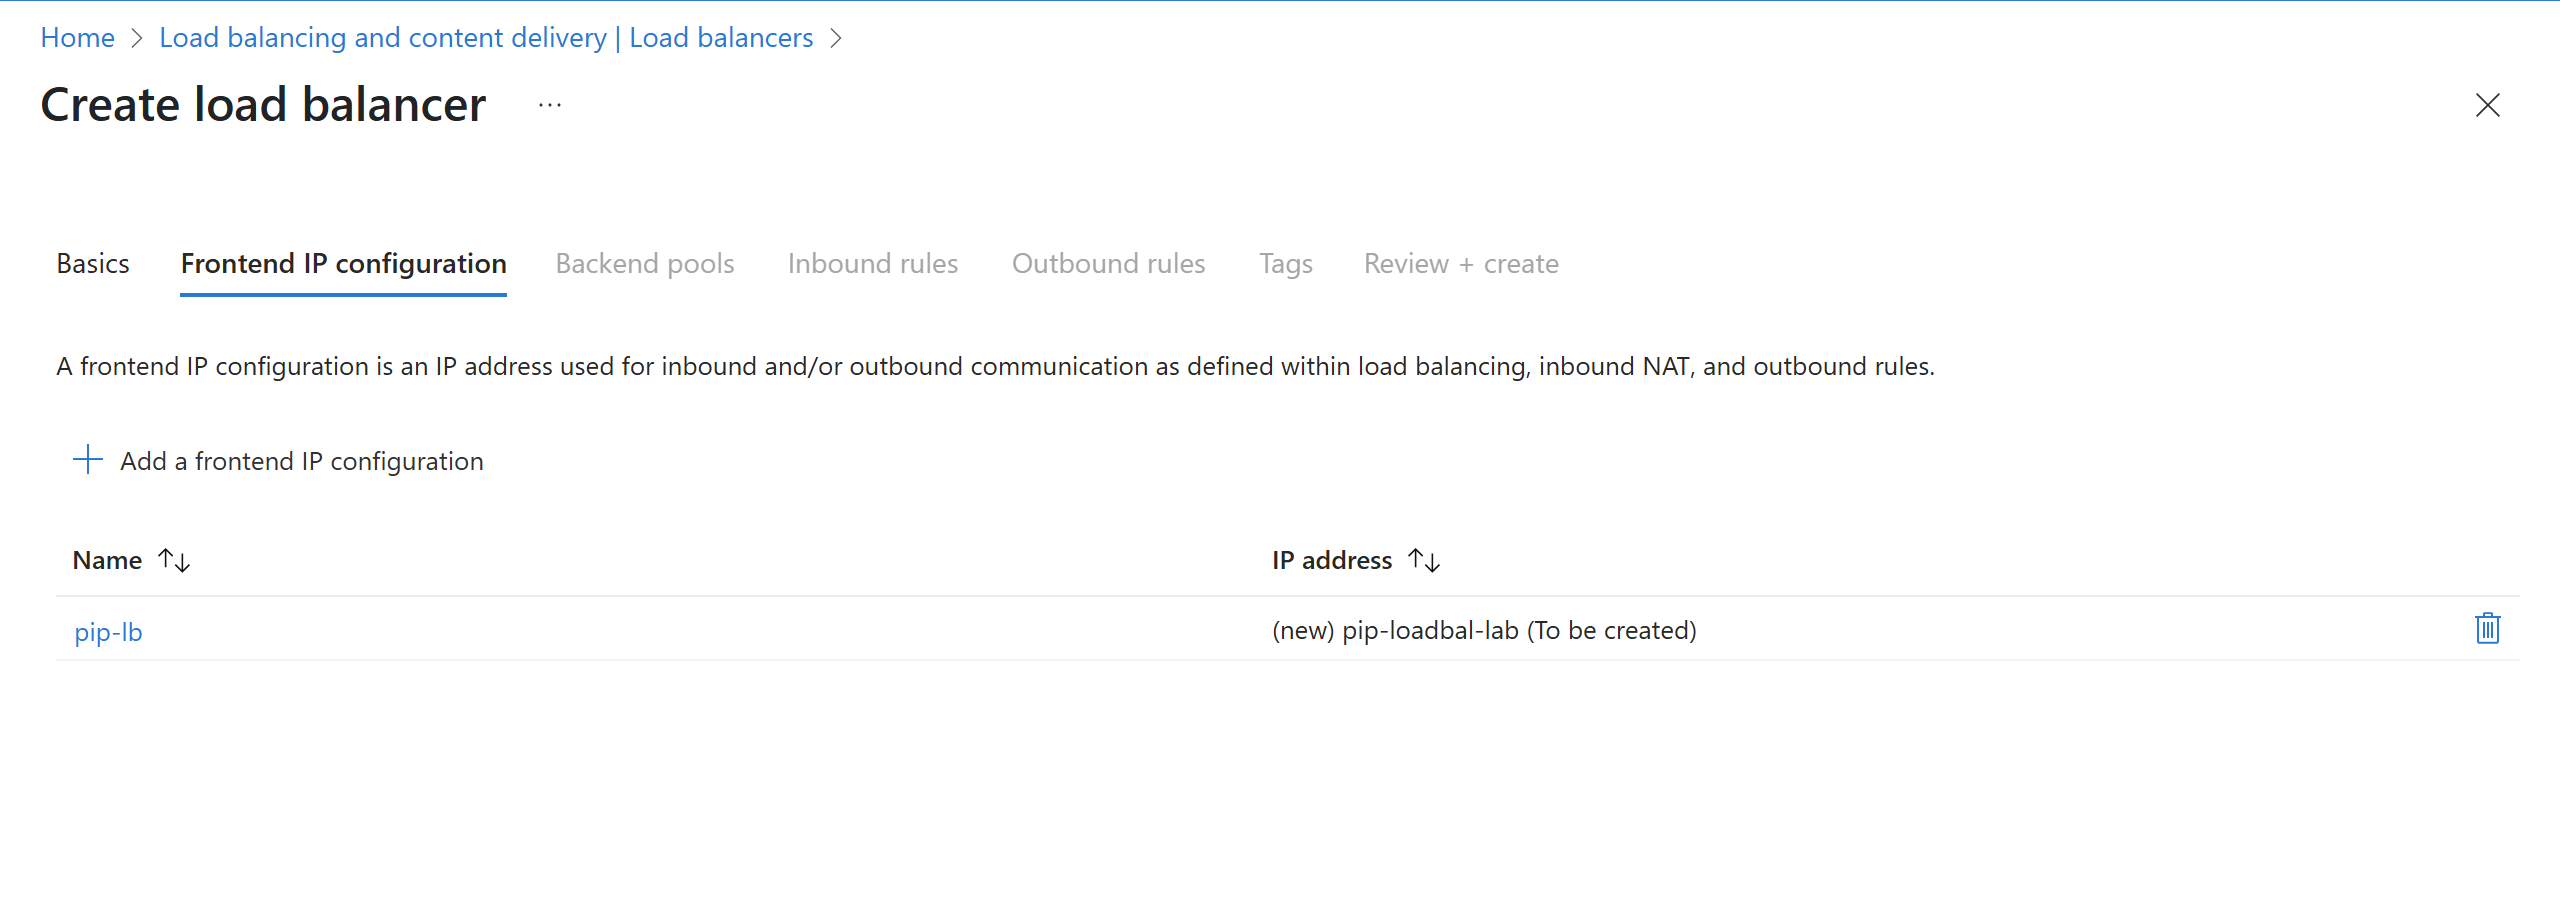 Home > Load balancing and content delivery | Load balancers >
Create load balancer ...
Basics Frontend IP configuration Backend pools Inbound rules Outbound rules Tags Review + create
A frontend IP configuration is an IP address used for inbound and/or outbound communication as defined within load balancing, inbound NAT, and outbound rules.
+ Add a frontend IP configuration
Name ↑↓ IP address ↑↓
pip-lb (new) pip-loadbal-lab (To be created)